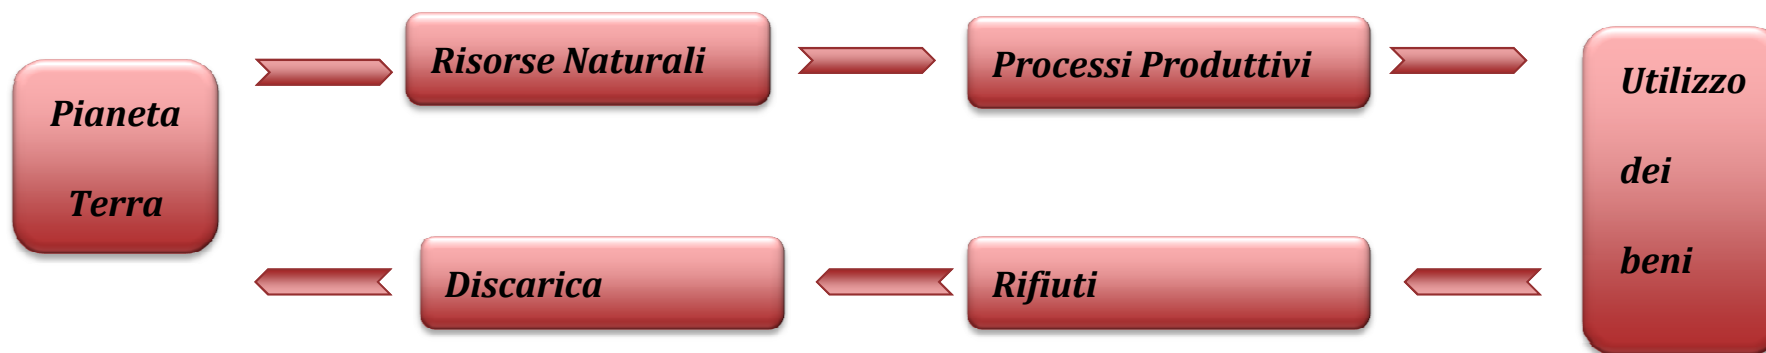 Pianeta
Terra
Risorse Naturali
Processi Produttivi
Utilizzo
dei
beni
Rifiuti
Discarica